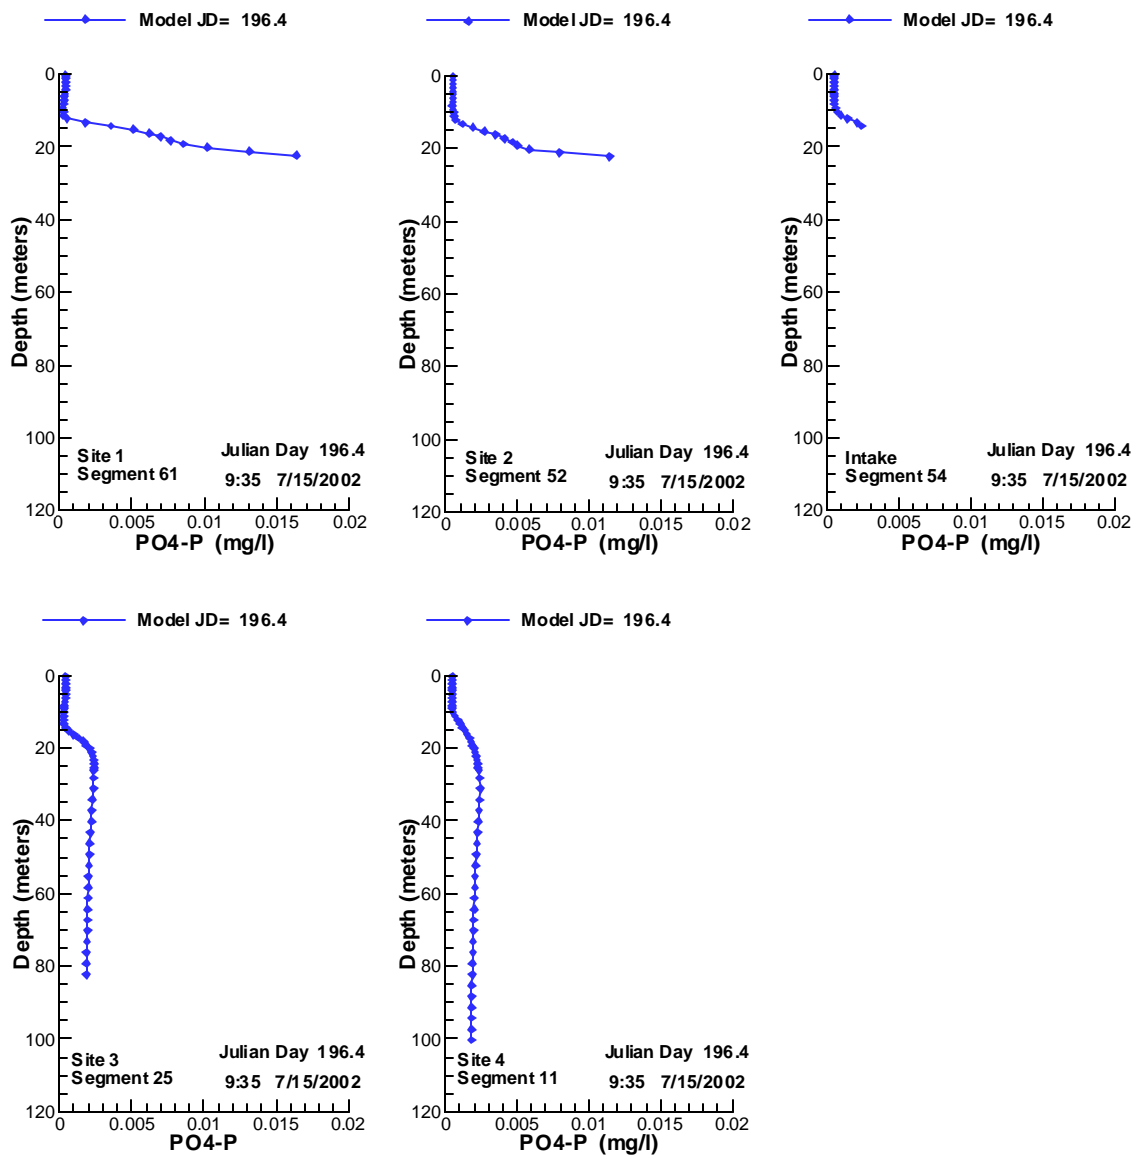 Model JD= 196.4
0
20
40
60
80
100
120
Depth (meters)
Site 1
Segment 61
Julian Day 196.4
9:35 7/15/2002
0 0.005 0.01 0.015 0.02
PO4-P (mg/l)
Model JD= 196.4
0
20
40
60
80
100
120
Depth (meters)
Site 2
Segment 52
Julian Day 196.4
9:35 7/15/2002
0 0.005 0.01 0.015 0.02
PO4-P (mg/l)
Model JD= 196.4
0
20
40
60
80
100
120
Depth (meters)
Intake
Segment 54
Julian Day 196.4
9:35 7/15/2002
0 0.005 0.01 0.015 0.02
PO4-P (mg/l)
Model JD= 196.4
0
20
40
60
80
100
120
Depth (meters)
Site 3
Segment 25
Julian Day 196.4
9:35 7/15/2002
0 0.005 0.01 0.015 0.02
PO4-P
Model JD= 196.4
0
20
40
60
80
100
120
Depth (meters)
Site 4
Segment 11
Julian Day 196.4
9:35 7/15/2002
0 0.005 0.01 0.015 0.02
PO4-P (mg/l)